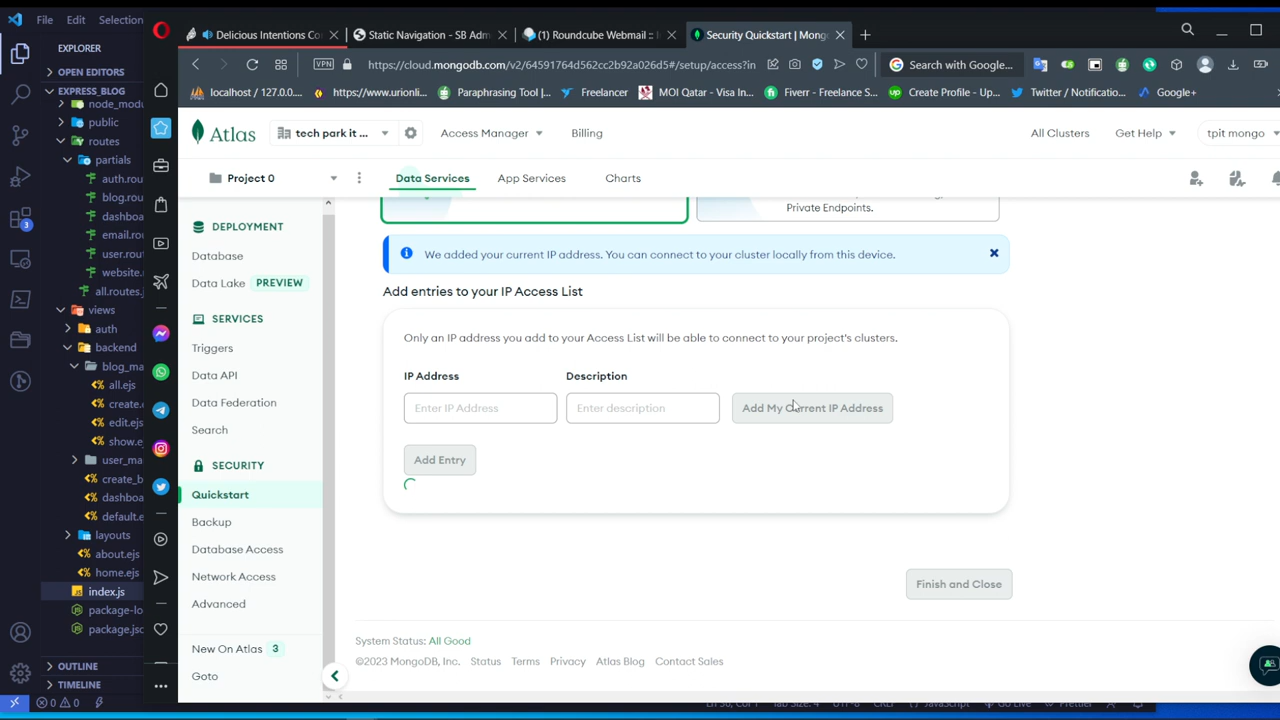 File Edit Selection
Delicious Intentions Co
Static Navigation - SB Adm
(1) Roundcube Webmail ::
Security Quickstart | Mong
VPN
https://cloud.mongodb.com/v2/64591764d562cc2b92a026d5#/setup/access?in
Search with Google...
localhost / 127.0.0....
https://www.urionli...
Paraphrasing Tool |...
Freelancer
MOI Qatar - Visa In...
Fiverr - Freelance S...
Create Profile - Up...
Twitter / Notificatio...
Google+
EXPLORER
OPEN EDITORS
EXPRESS_BLOG
node_modu
public
routes
partials
auth.rou
blog.rou
dashboa
email.rou
user.rout
website.r
all.routes.j
views
auth
backend
blog_ma
all.ejs
create.e
edit.ejs
show.ej
user_ma
create_b
dashboa
default.e
layouts
about.ejs
home.ejs
index.js
package-lo
package.jso
OUTLINE
TIMELINE
3
0 0
Atlas
tech park it ...
Access Manager
Billing
All Clusters
Get Help
tpit mongo
Project 0
Data Services
App Services
Charts
DEPLOYMENT
Database
Data Lake PREVIEW
SERVICES
Triggers
Data API
Data Federation
Search
SECURITY
Quickstart
Backup
Database Access
Network Access
Advanced
New On Atlas 3
Goto
Private Endpoints.
We added your current IP address. You can connect to your cluster locally from this device.
Add entries to your IP Access List
Only an IP address you add to your Access List will be able to connect to your project's clusters.
IP Address
Description
Enter IP Address
Enter description
Add My Current IP Address
Add Entry
Finish and Close
System Status: All Good
©2023 MongoDB, Inc. Status Terms Privacy Atlas Blog Contact Sales